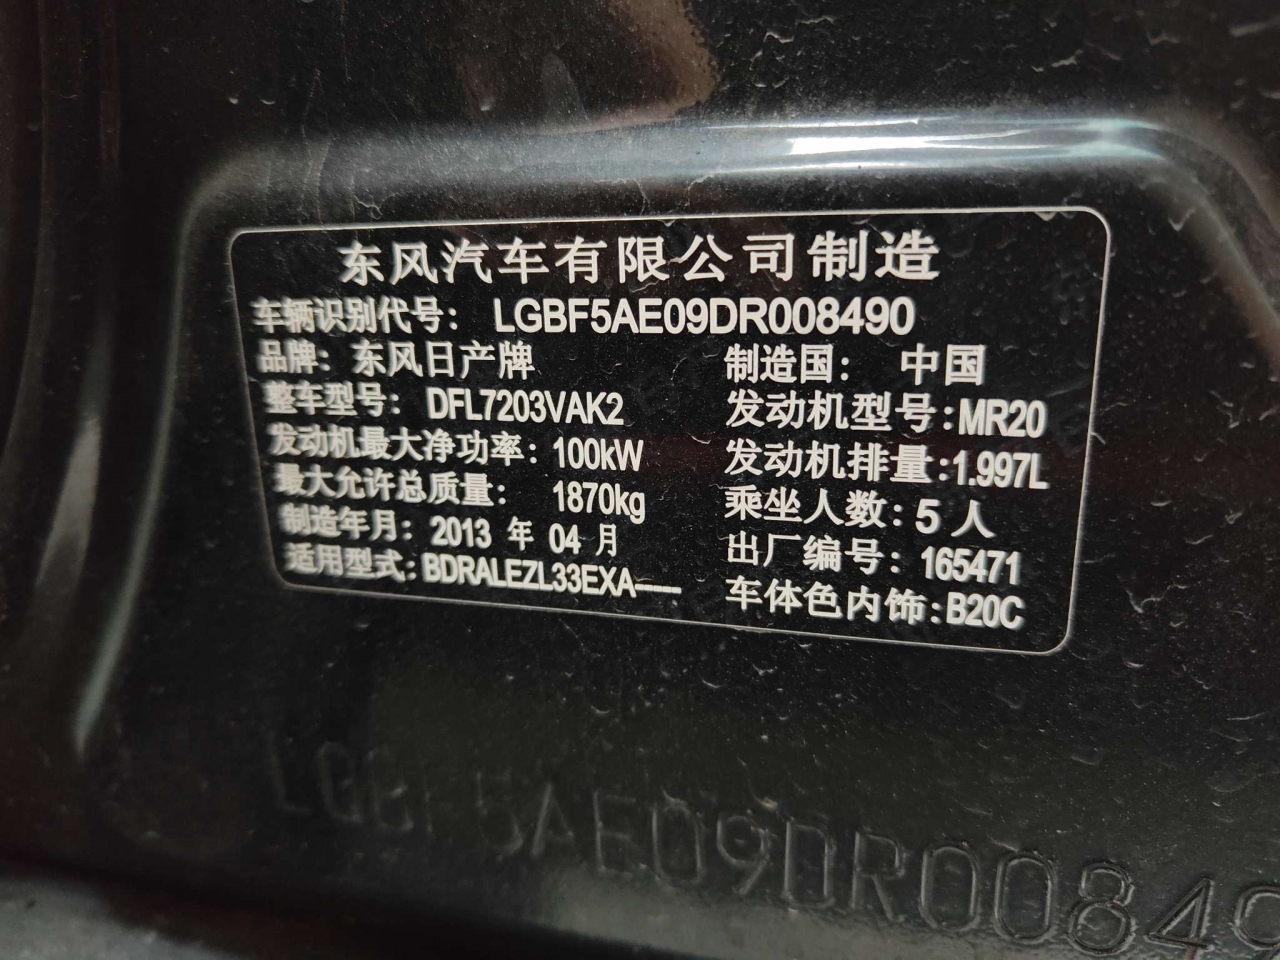 东风汽车有限公司制造
车辆识别代号: LGBF5AE09DR008490
品牌: 东风日产牌 制造国: 中国
整车型号: DFL7203VAK2 发动机型号:MR20
发动机最大净功率: 100kW 发动机排量:1.997L
最大允许总质量: 1870kg 乘坐人数: 5 人
制造年月: 2013 年 04 月 出厂编号: 165471
适用型式:BDRALEZL33EXA----- 车体色内饰:B20C
LGBF5AE09DR00849